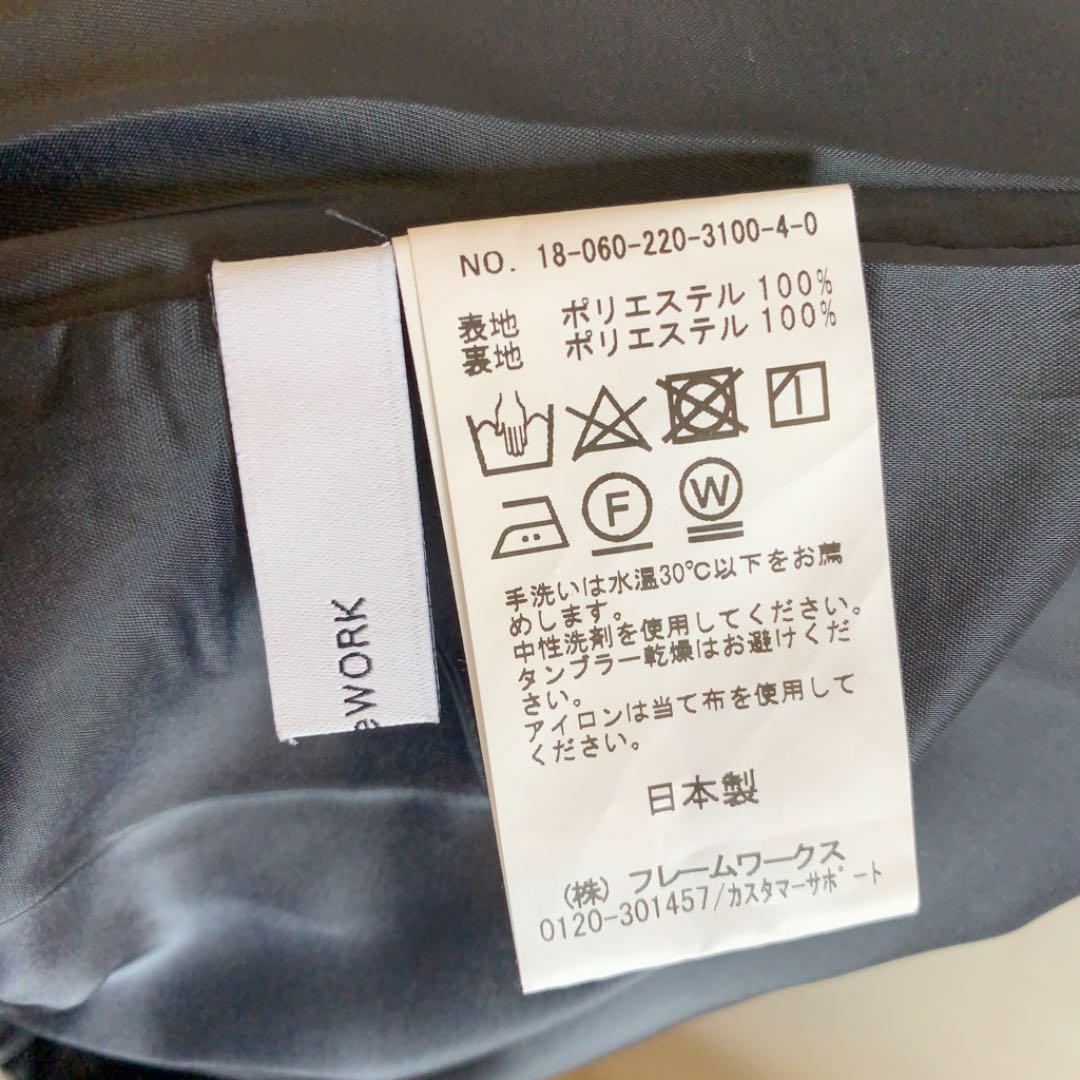 NO. 18-060-220-3100-4-0
表地 ポリエステル 100%
裏地 ポリエステル 100%
F
W
手洗いは水温30℃以下をお薦
めします。
中性洗剤を使用してください。
タンブラー乾燥はお避けくだ
さい。
アイロンは当て布を使用して
ください。
日本製
(株) フレームワークス
0120-301457/カスタマーサポート
eWORK